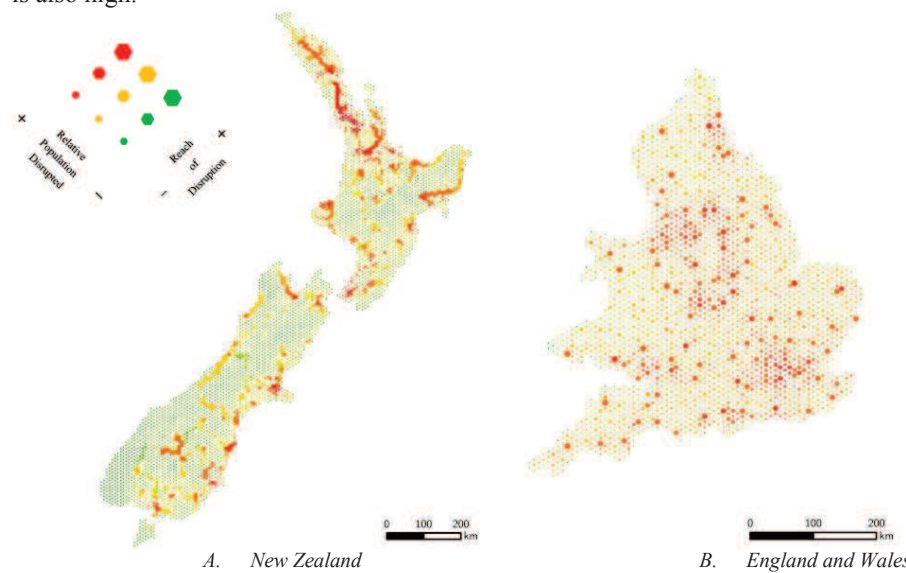 is also high.
+
Relative
Population
Disrupted
–
Reach
of
Disruption
+
–
0 100 200
km
0 100 200
km
A. New Zealand
B. England and Wales